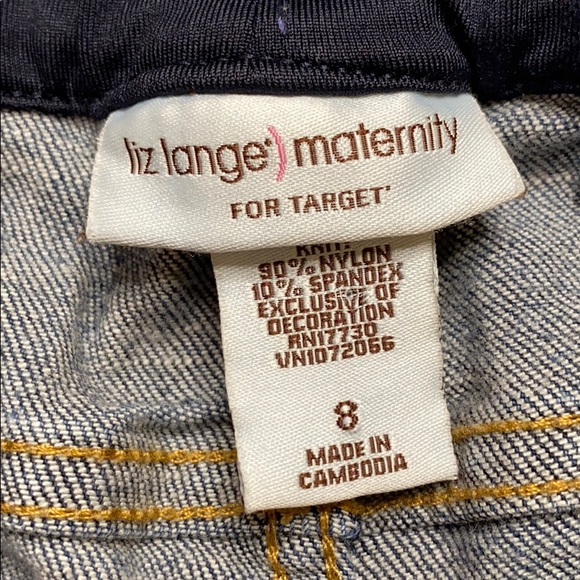 liz lange® ) maternity
FOR TARGET®
KNIT:
90% NYLON
10% SPANDEX
EXCLUSIVE OF
DECORATION
RN17730
VN1072066
8
MADE IN
CAMBODIA